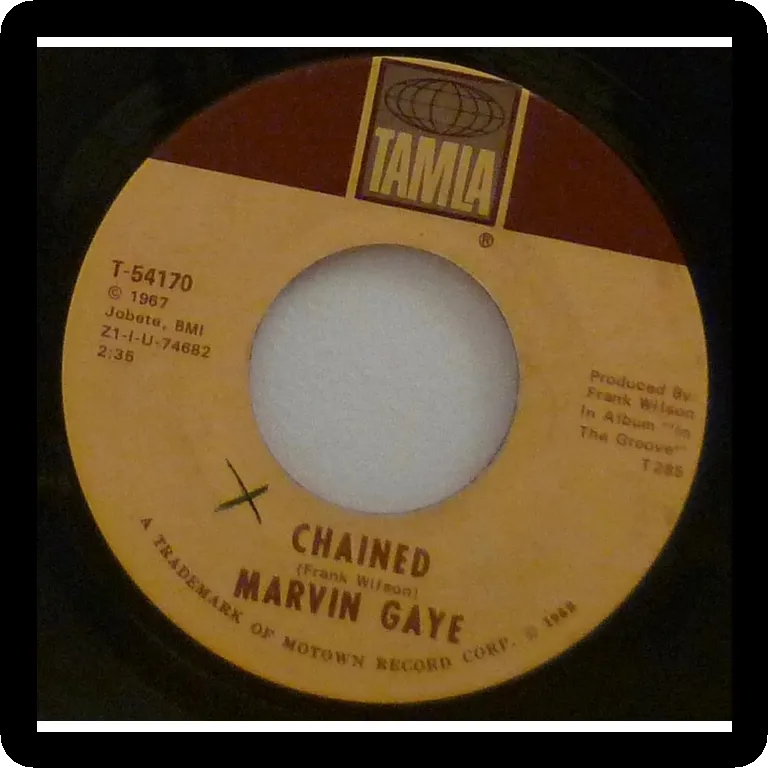 TAMLA
®
T-54170
© 1967
Jobete, BMI
Z1-I-U-74682
2:35
Produced By:
Frank Wilson
In Album "In
The Groove"
T285
CHAINED
(Frank Wilson)
MARVIN GAYE
A TRADEMARK OF MOTOWN RECORD CORP. © 1968